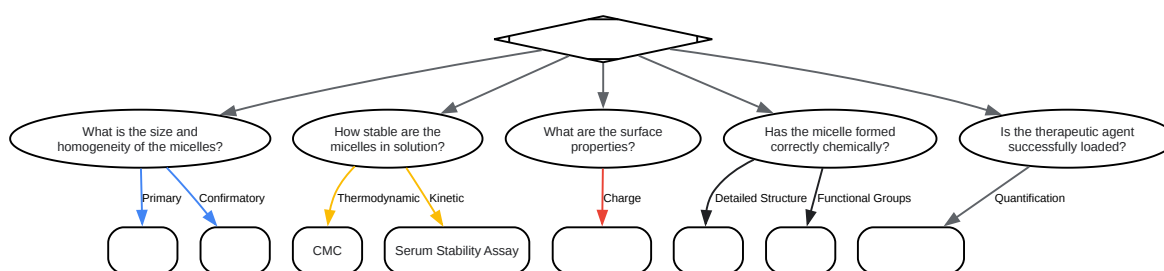 What is the size and
homogeneity of the micelles?
How stable are the
micelles in solution?
What are the surface
properties?
Has the micelle formed
correctly chemically?
Is the therapeutic agent
successfully loaded?
Primary
Confirmatory
Thermodynamic
Kinetic
Charge
Detailed Structure
Functional Groups
Quantification
CMC
Serum Stability Assay